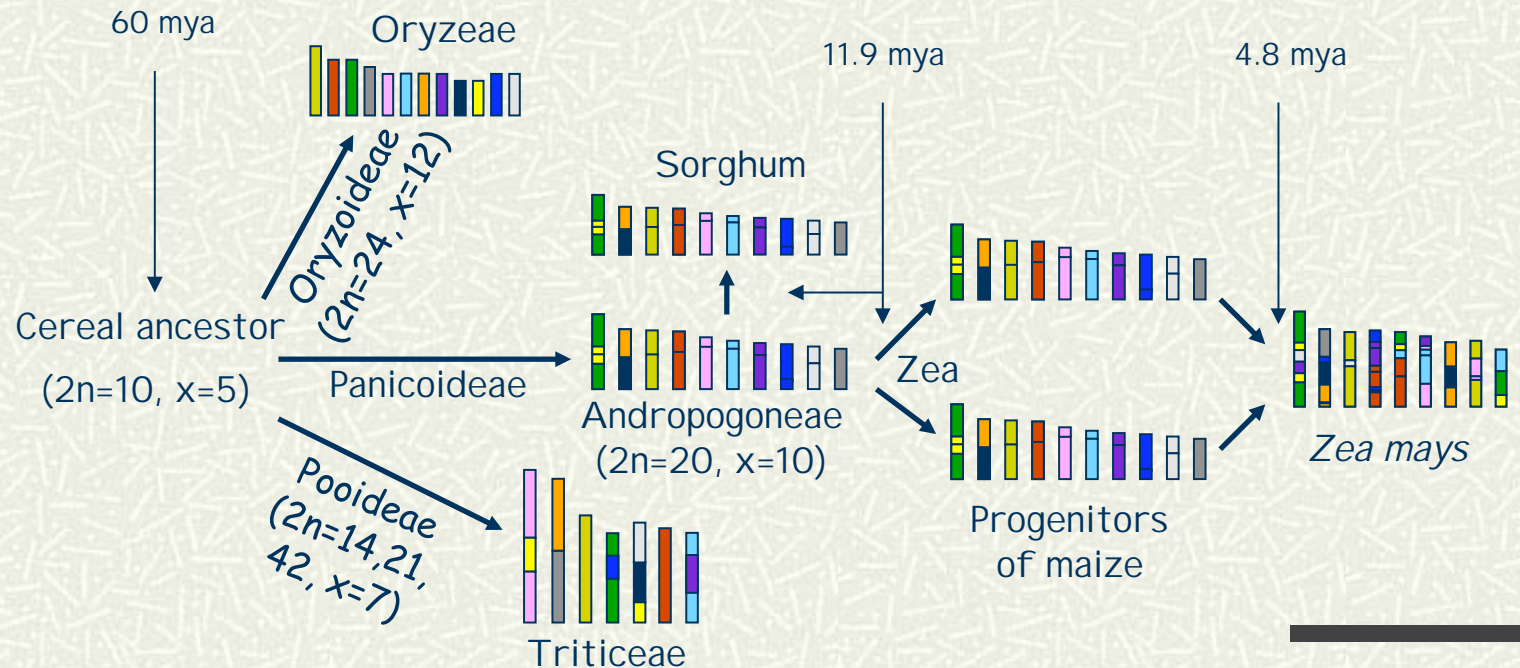 60 mya
Oryzeae
11.9 mya
4.8 mya
Oryzoideae
(2n=24, x=12)
Sorghum
Cereal ancestor
(2n=10, x=5)
Panicoideae
Zea
Andropogoneae
(2n=20, x=10)
Zea mays
Pooideae
(2n=14,21,
42, x=7)
Progenitors
of maize
Triticeae